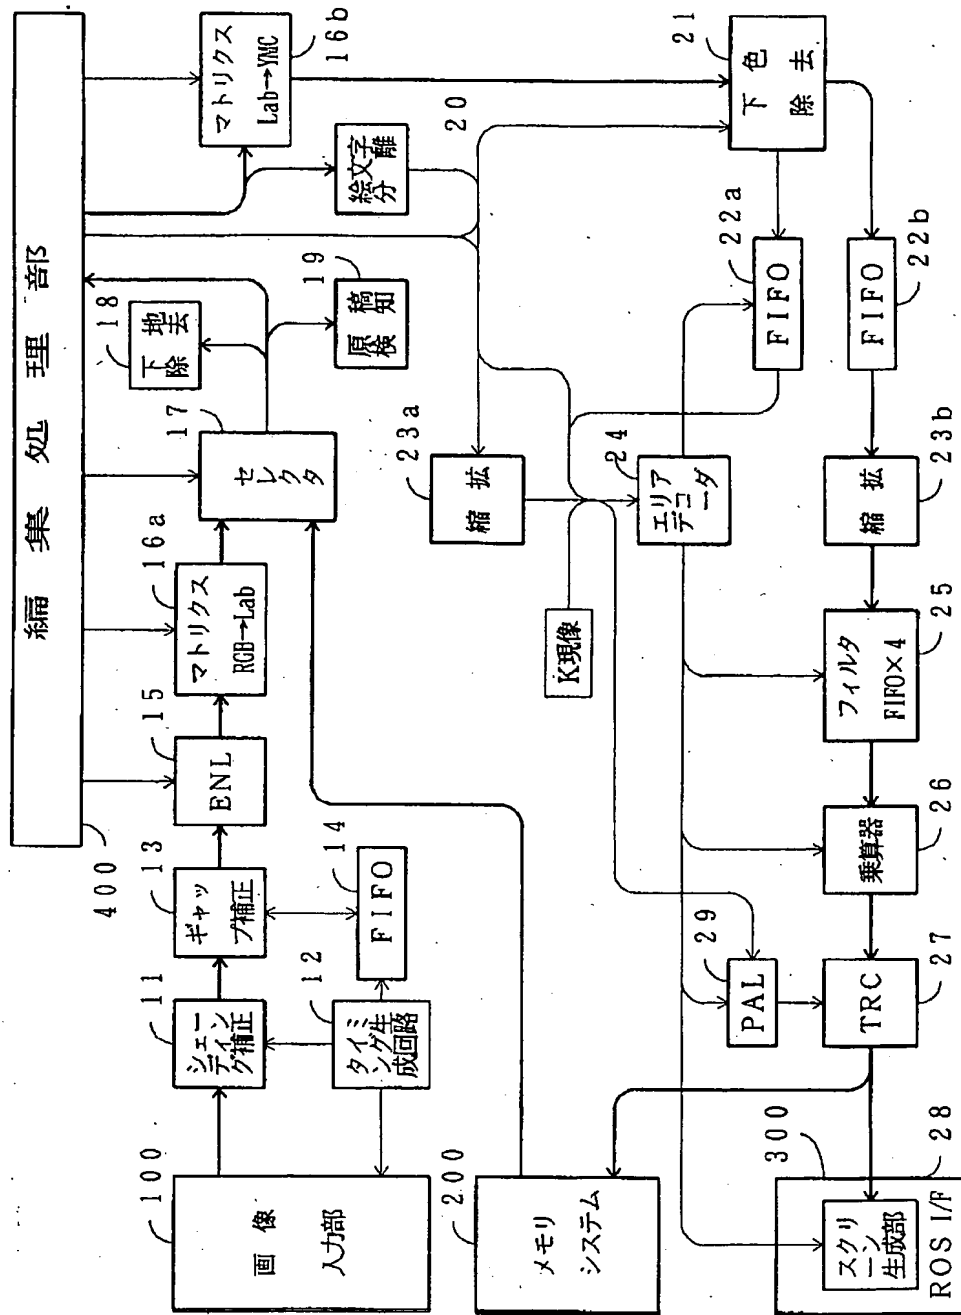 編集処理部
400
画像
入力部
100
シェー
ディン
グ補正
11
タイミ
ング生
成回路
12
ギャッ
プ補正
13
FIFO
14
ENL
15
マトリクス
RGB→Lab
16a
セレ
クタ
17
下地
除去
18
原稿
検知
19
マトリクス
Lab→YMC
16b
絵文字
分離
20
下色
除去
21
メモリ
システム
200
K現像
縮拡
23a
エリア
デコ
ーダ
24
FIFO
22a
FIFO
22b
縮拡
23b
フィルタ
FIFO×4
25
乗算器
26
PAL
29
TRC
27
スクリ
ーン
生成部
300
ROS I/F
28